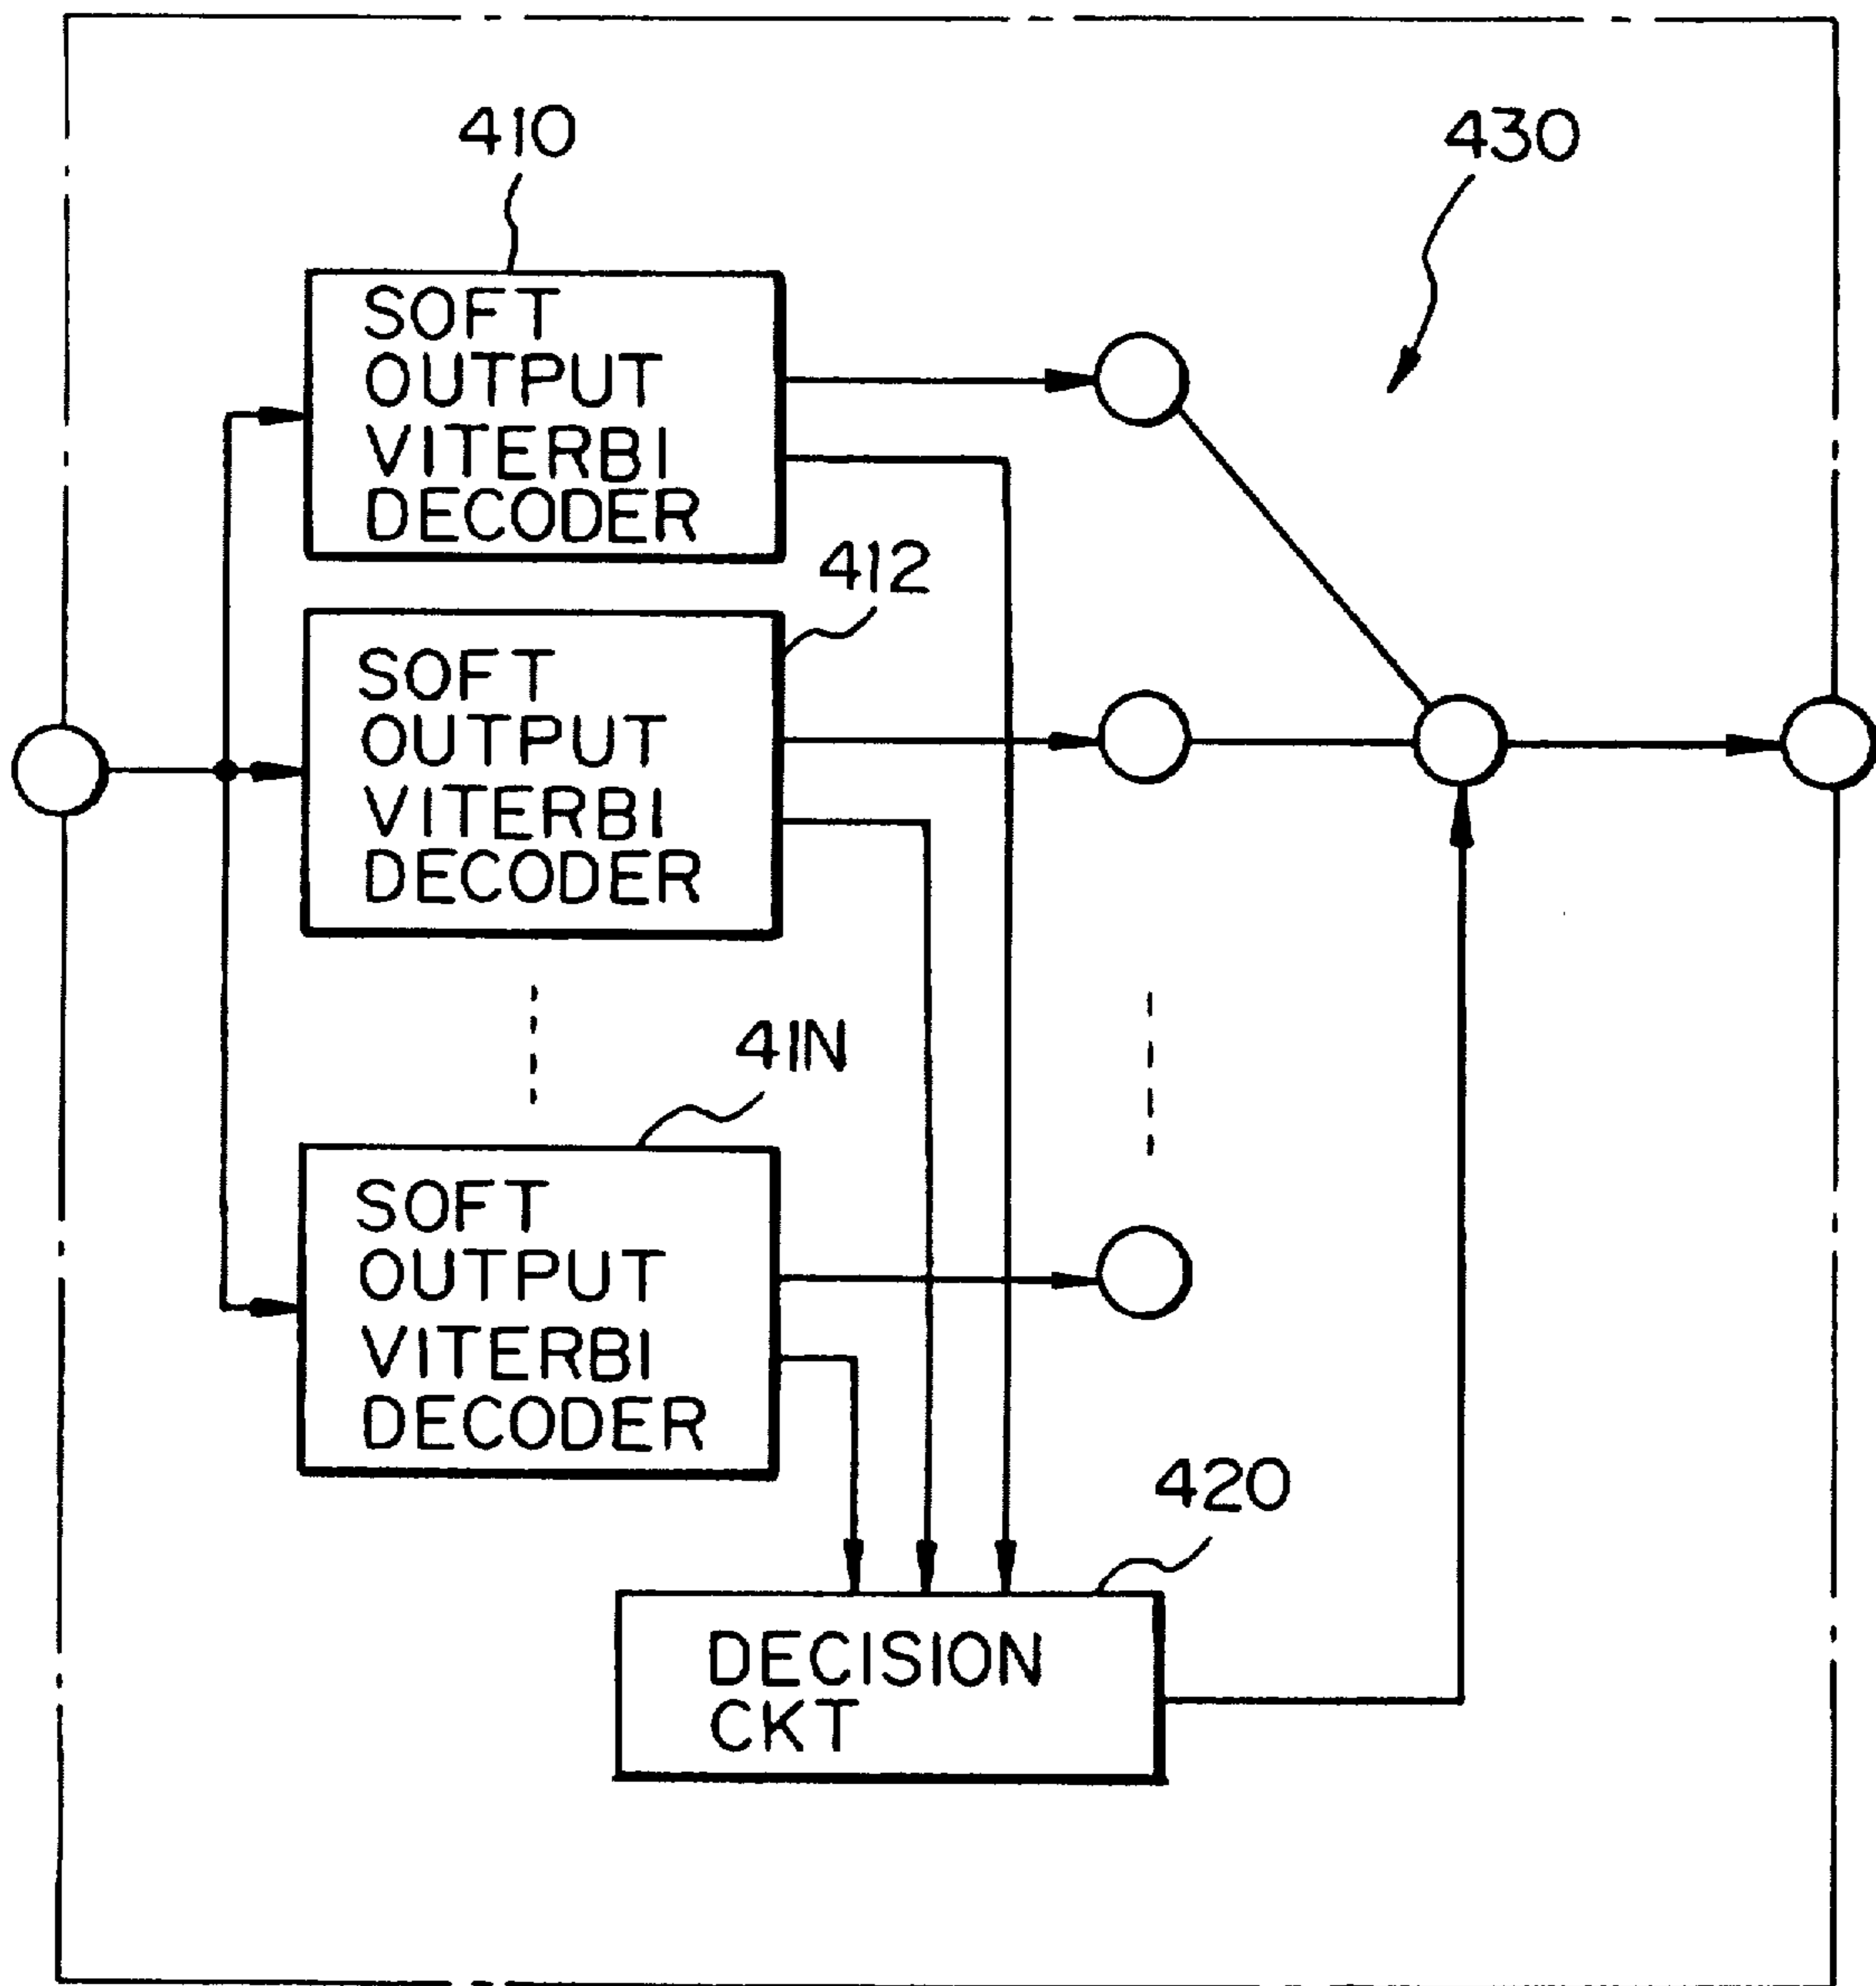 410
430
SOFT
OUTPUT
VITERBI
DECODER
412
SOFT
OUTPUT
VITERBI
DECODER
41N
SOFT
OUTPUT
VITERBI
DECODER
420
DECISION
CKT